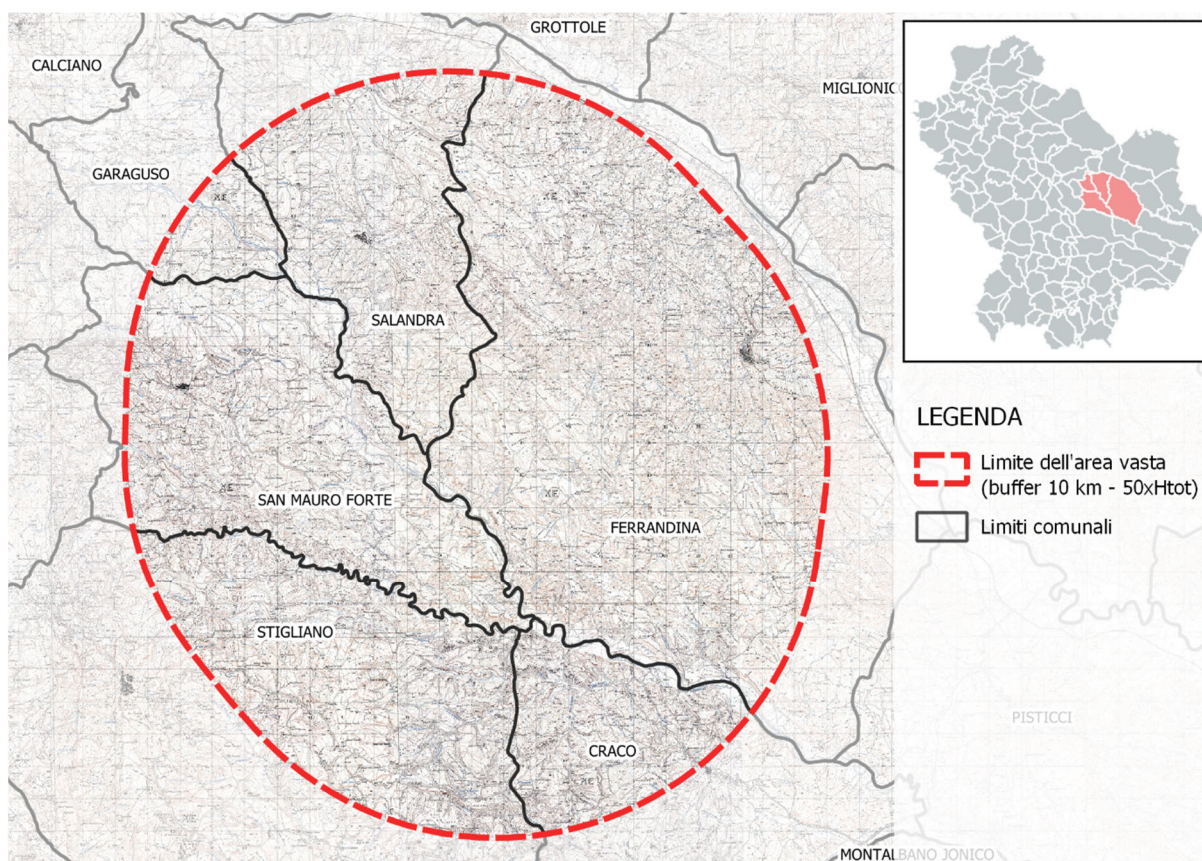 GROTTOLE
CALCIANO
MIGLIONICO
GARAGUSO
SALANDRA
SAN MAURO FORTE
FERRANDINA
STIGLIANO
CRACO
PISTICCI
MONTALBANO JONICO
LEGENDA
Limite dell'area vasta
(buffer 10 km - 50xHtot)
Limiti comunali